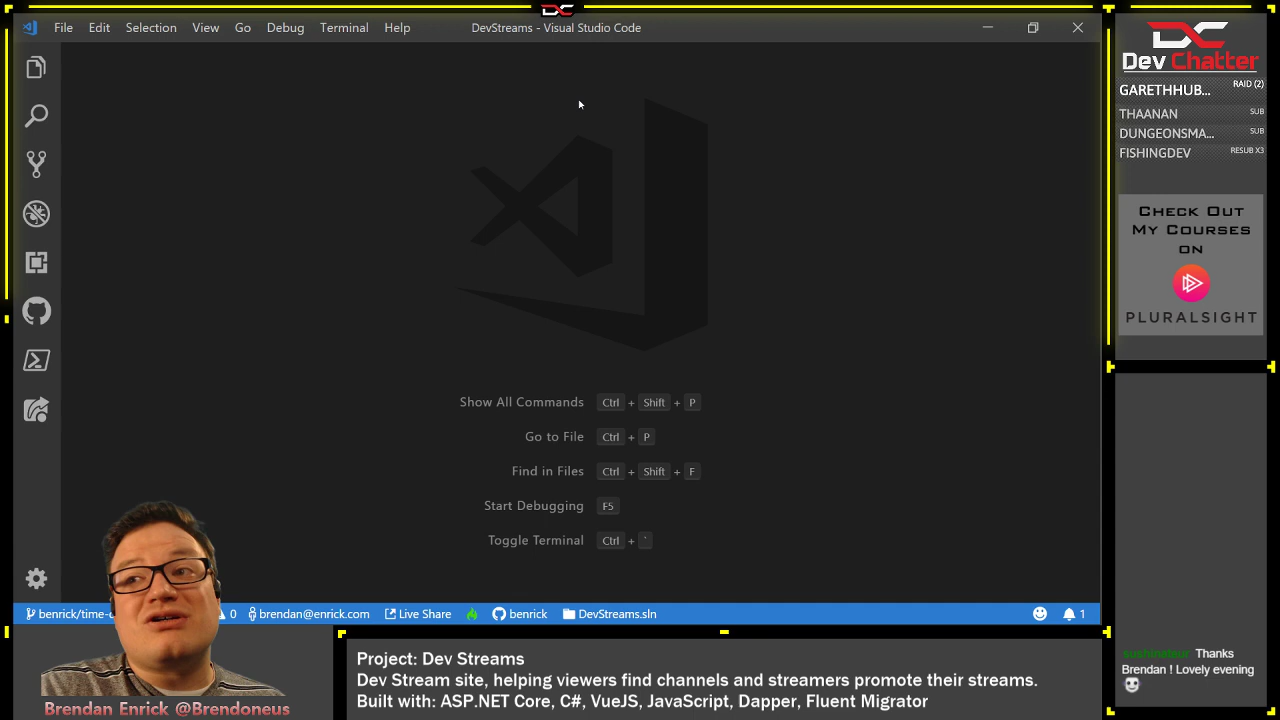 File Edit Selection View Go Debug Terminal Help
DevStreams - Visual Studio Code
Show All Commands Ctrl + Shift + P
Go to File Ctrl + P
Find in Files Ctrl + Shift + F
Start Debugging F5
Toggle Terminal Ctrl + `
benrick/time- 0 brendan@enrick.com Live Share benrick DevStreams.sln 1
Brendan Enrick @Brendoneus
Project: Dev Streams
Dev Stream site, helping viewers find channels and streamers promote their streams.
Built with: ASP.NET Core, C#, VueJS, JavaScript, Dapper, Fluent Migrator
DC
Dev Chatter
GARETHHUB... RAID (2)
THAANAN SUB
DUNGEONSMA... SUB
FISHINGDEV RESUB X3
CHECK OUT
MY COURSES
ON
PLURALSIGHT
Thanks
Brendan ! Lovely evening